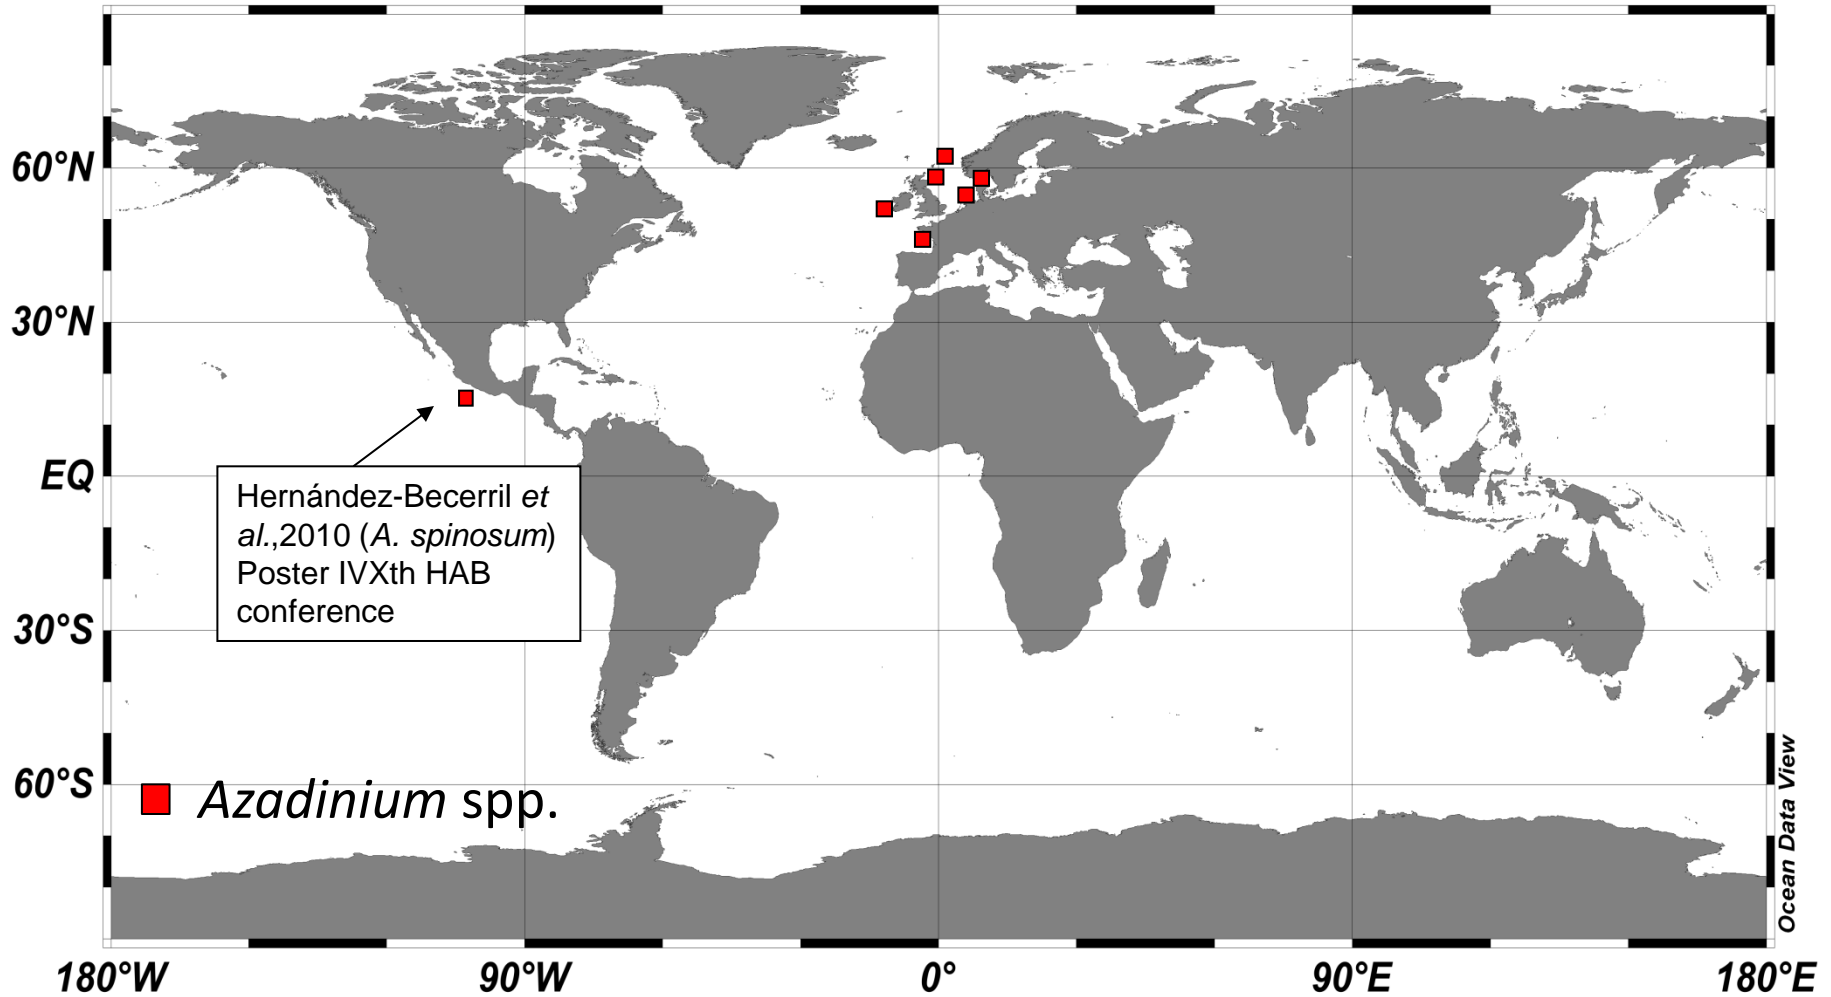 60°N
30°N
EQ
Hernández-Becerril et
al.,2010 (A. spinosum)
Poster IVXth HAB
conference
30°S
60°S
Azadinium spp.
Ocean Data View
180°W
90°W
0°
90°E
180°E